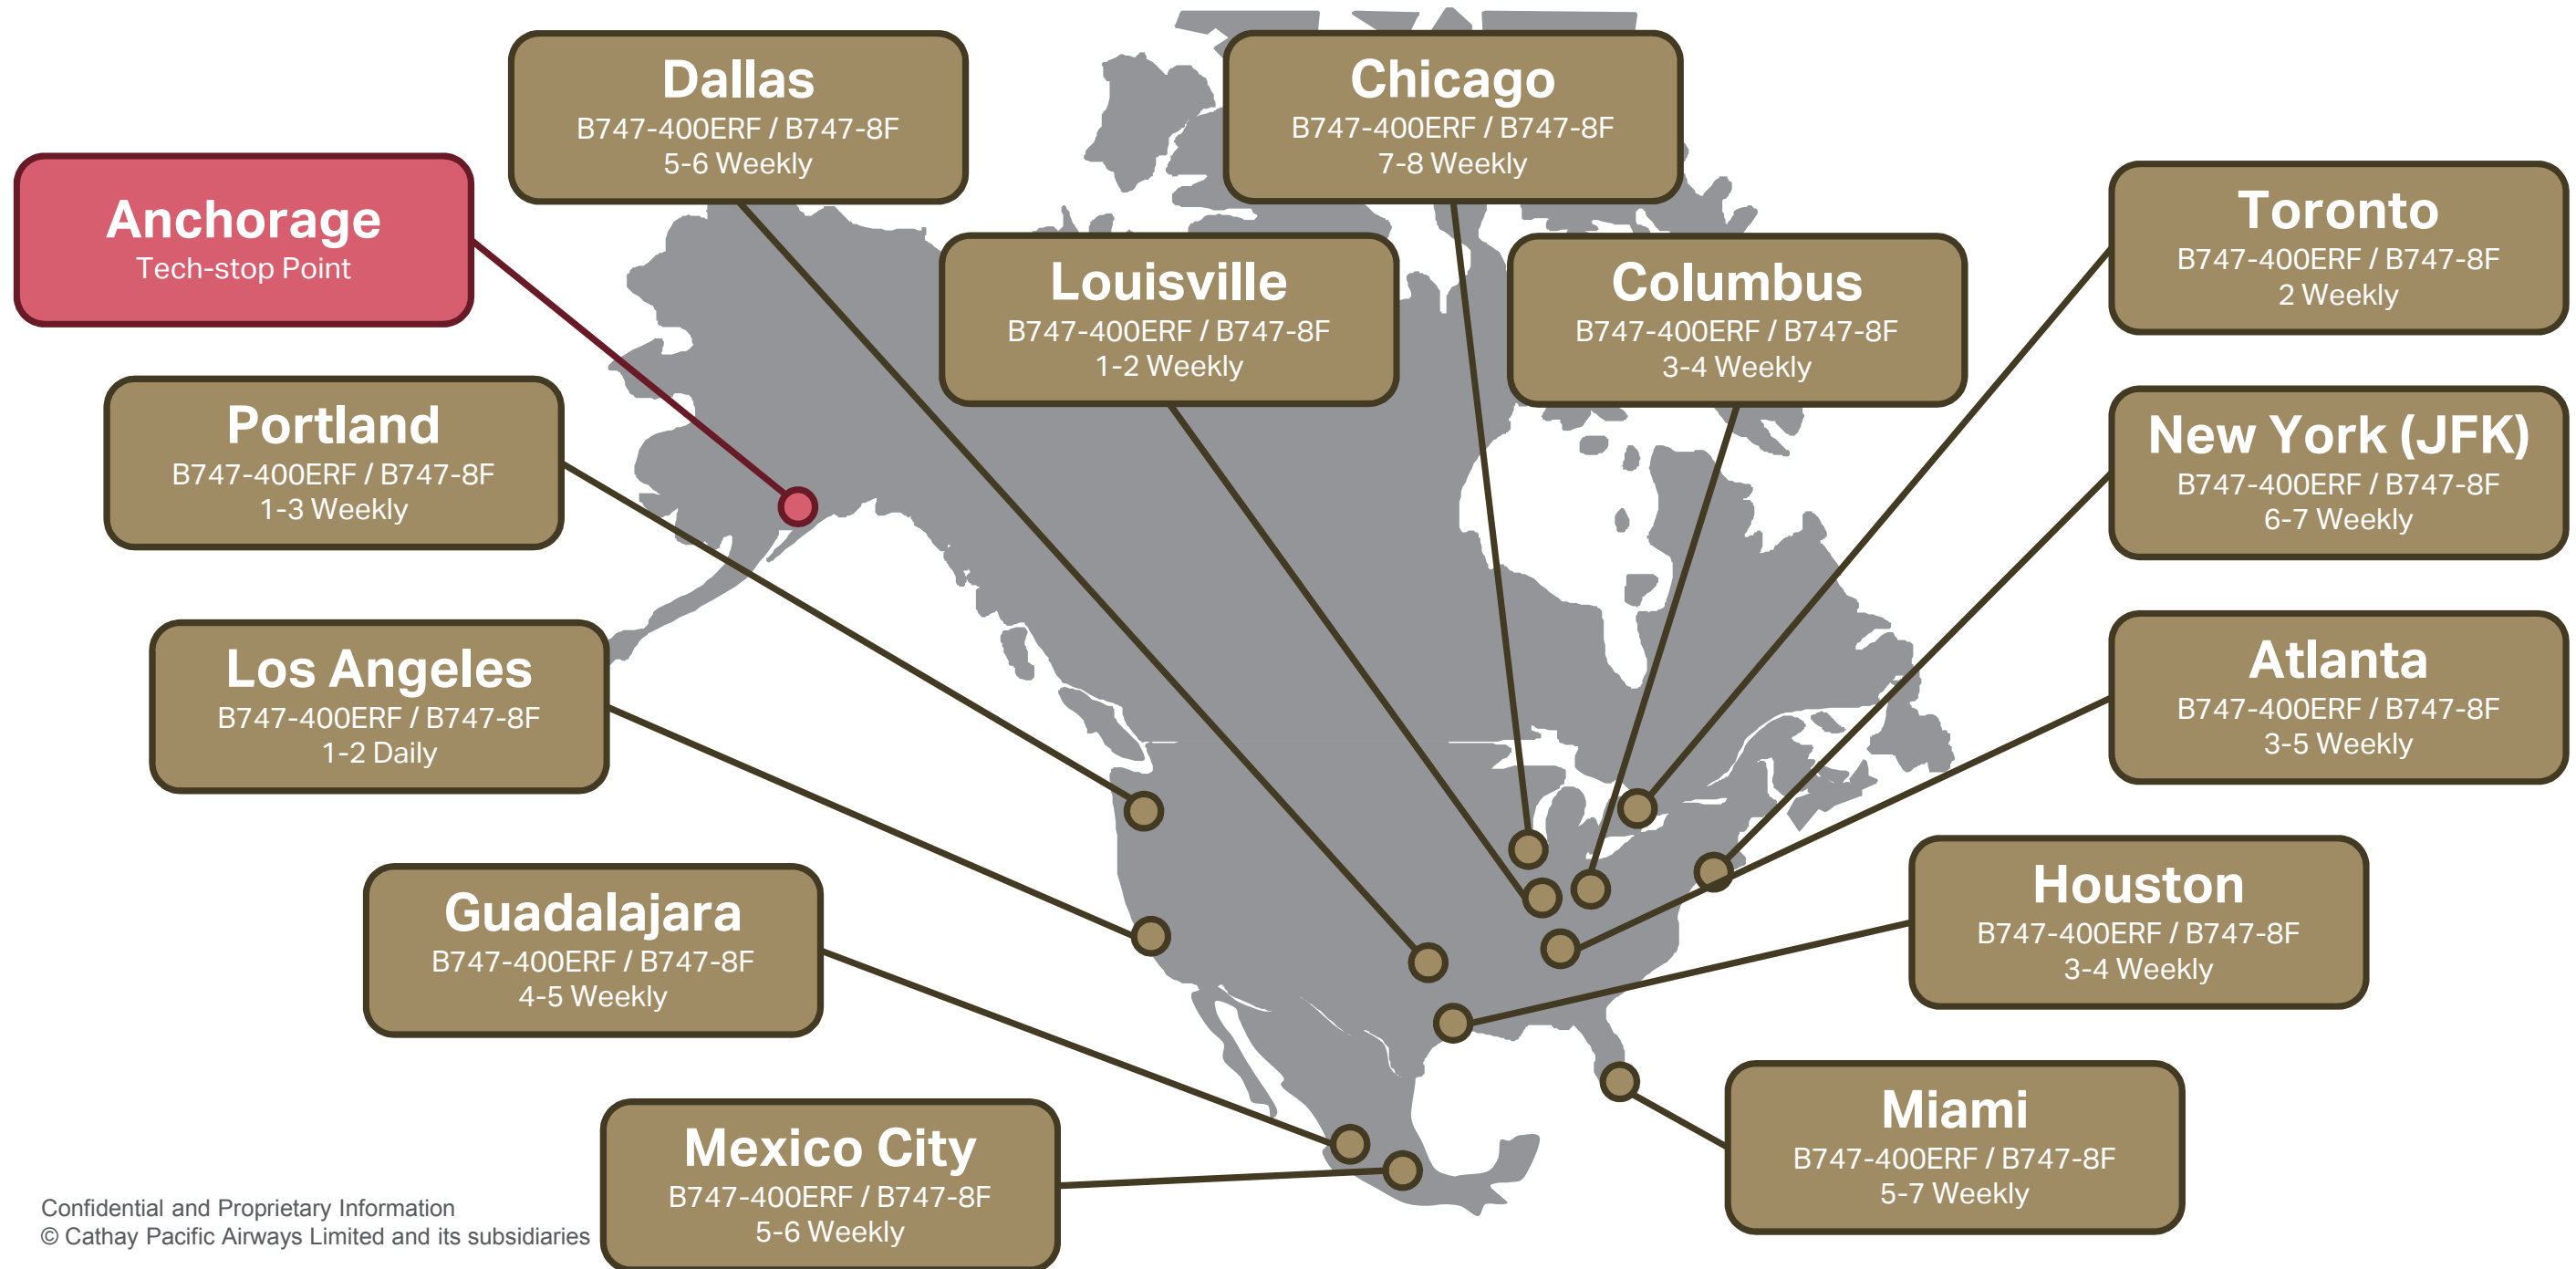 Dallas
B747-400ERF / B747-8F
5-6 Weekly
Chicago
B747-400ERF / B747-8F
7-8 Weekly
Anchorage
Tech-stop Point
Toronto
B747-400ERF / B747-8F
2 Weekly
Louisville
B747-400ERF / B747-8F
1-2 Weekly
Columbus
B747-400ERF / B747-8F
3-4 Weekly
Portland
B747-400ERF / B747-8F
1-3 Weekly
New York (JFK)
B747-400ERF / B747-8F
6-7 Weekly
Los Angeles
B747-400ERF / B747-8F
1-2 Daily
Atlanta
B747-400ERF / B747-8F
3-5 Weekly
Guadalajara
B747-400ERF / B747-8F
4-5 Weekly
Houston
B747-400ERF / B747-8F
3-4 Weekly
Mexico City
B747-400ERF / B747-8F
5-6 Weekly
Miami
B747-400ERF / B747-8F
5-7 Weekly
Confidential and Proprietary Information
© Cathay Pacific Airways Limited and its subsidiaries